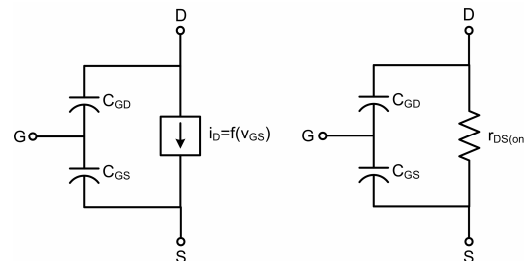 D
C_GD
G
i_D=f(v_GS)
C_GS
S
D
C_GD
G
r_DS(on
C_GS
S